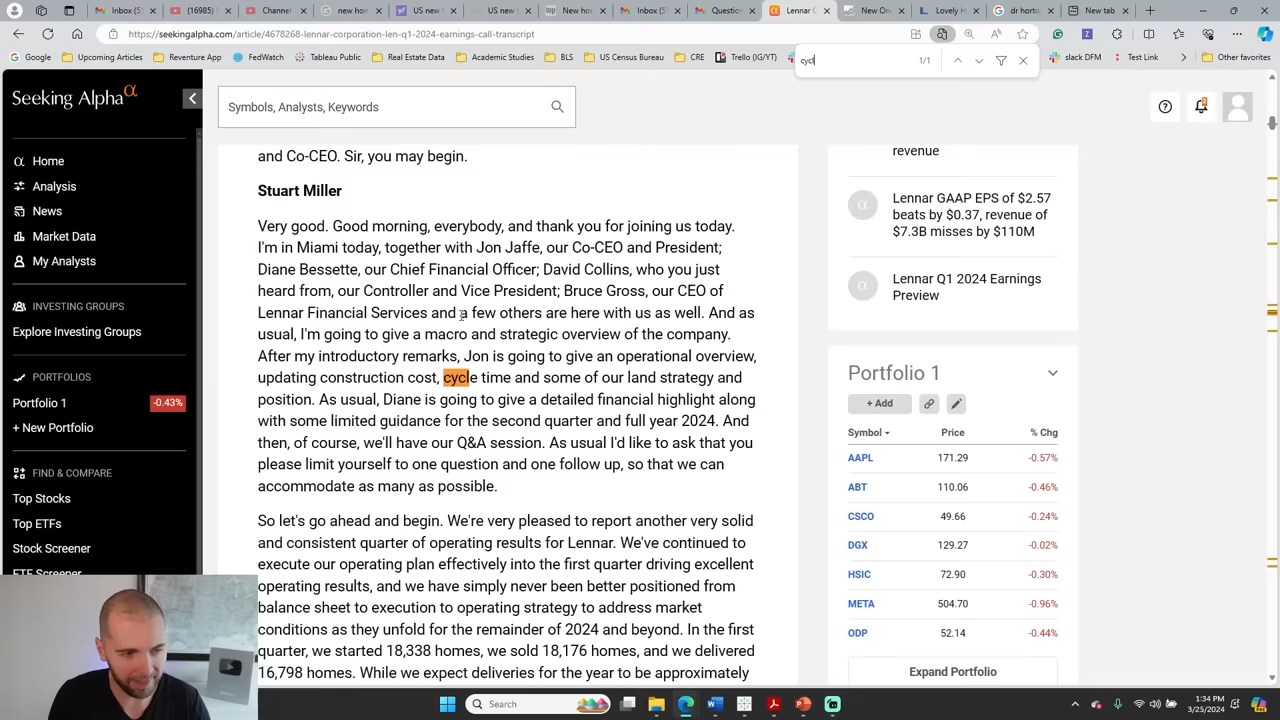 Inbox (5
(16985)
new h
US new
Inbox (5
Lennar C
New On
Lovely H
dr horto
New tab
https://seekingalpha.com/article/4678268-lennar-corporation-len-q1-2024-earnings-call-transcript
Google
Upcoming Articles
Reventure App
FedWatch
Tableau Public
Real Estate Data
Academic Studies
BLS
US Census Bureau
CRE
Trello (IG/YT)
slack DFM
Test Link
Other favorites
cycl
1/1
Seeking Alpha α
Symbols, Analysts, Keywords
Home
Analysis
News
Market Data
My Analysts
INVESTING GROUPS
Explore Investing Groups
PORTFOLIOS
Portfolio 1
-0.43%
+ New Portfolio
FIND & COMPARE
Top Stocks
Top ETFs
Stock Screener
ETF Screener
and Co-CEO. Sir, you may begin.
Stuart Miller
Very good. Good morning, everybody, and thank you for joining us today.
I'm in Miami today, together with Jon Jaffe, our Co-CEO and President;
Diane Bessette, our Chief Financial Officer; David Collins, who you just
heard from, our Controller and Vice President; Bruce Gross, our CEO of
Lennar Financial Services and a few others are here with us as well. And as
usual, I'm going to give a macro and strategic overview of the company.
After my introductory remarks, Jon is going to give an operational overview,
updating construction cost, cycle time and some of our land strategy and
position. As usual, Diane is going to give a detailed financial highlight along
with some limited guidance for the second quarter and full year 2024. And
then, of course, we'll have our Q&A session. As usual I'd like to ask that you
please limit yourself to one question and one follow up, so that we can
accommodate as many as possible.
So let's go ahead and begin. We're very pleased to report another very solid
and consistent quarter of operating results for Lennar. We've continued to
execute our operating plan effectively into the first quarter driving excellent
operating results, and we have simply never been better positioned from
balance sheet to execution to operating strategy to address market
conditions as they unfold for the remainder of 2024 and beyond. In the first
quarter, we started 18,338 homes, we sold 18,176 homes, and we delivered
16,798 homes. While we expect deliveries for the year to be approximately
revenue
Lennar GAAP EPS of $2.57
beats by $0.37, revenue of
$7.3B misses by $110M
Lennar Q1 2024 Earnings
Preview
Portfolio 1
+ Add
Symbol Price % Chg
AAPL 171.29 -0.57%
ABT 110.06 -0.46%
CSCO 49.66 -0.24%
DGX 129.27 -0.02%
HSIC 72.90 -0.30%
META 504.70 -0.96%
ODP 52.14 -0.44%
Expand Portfolio
Search
1:34 PM
3/25/2024